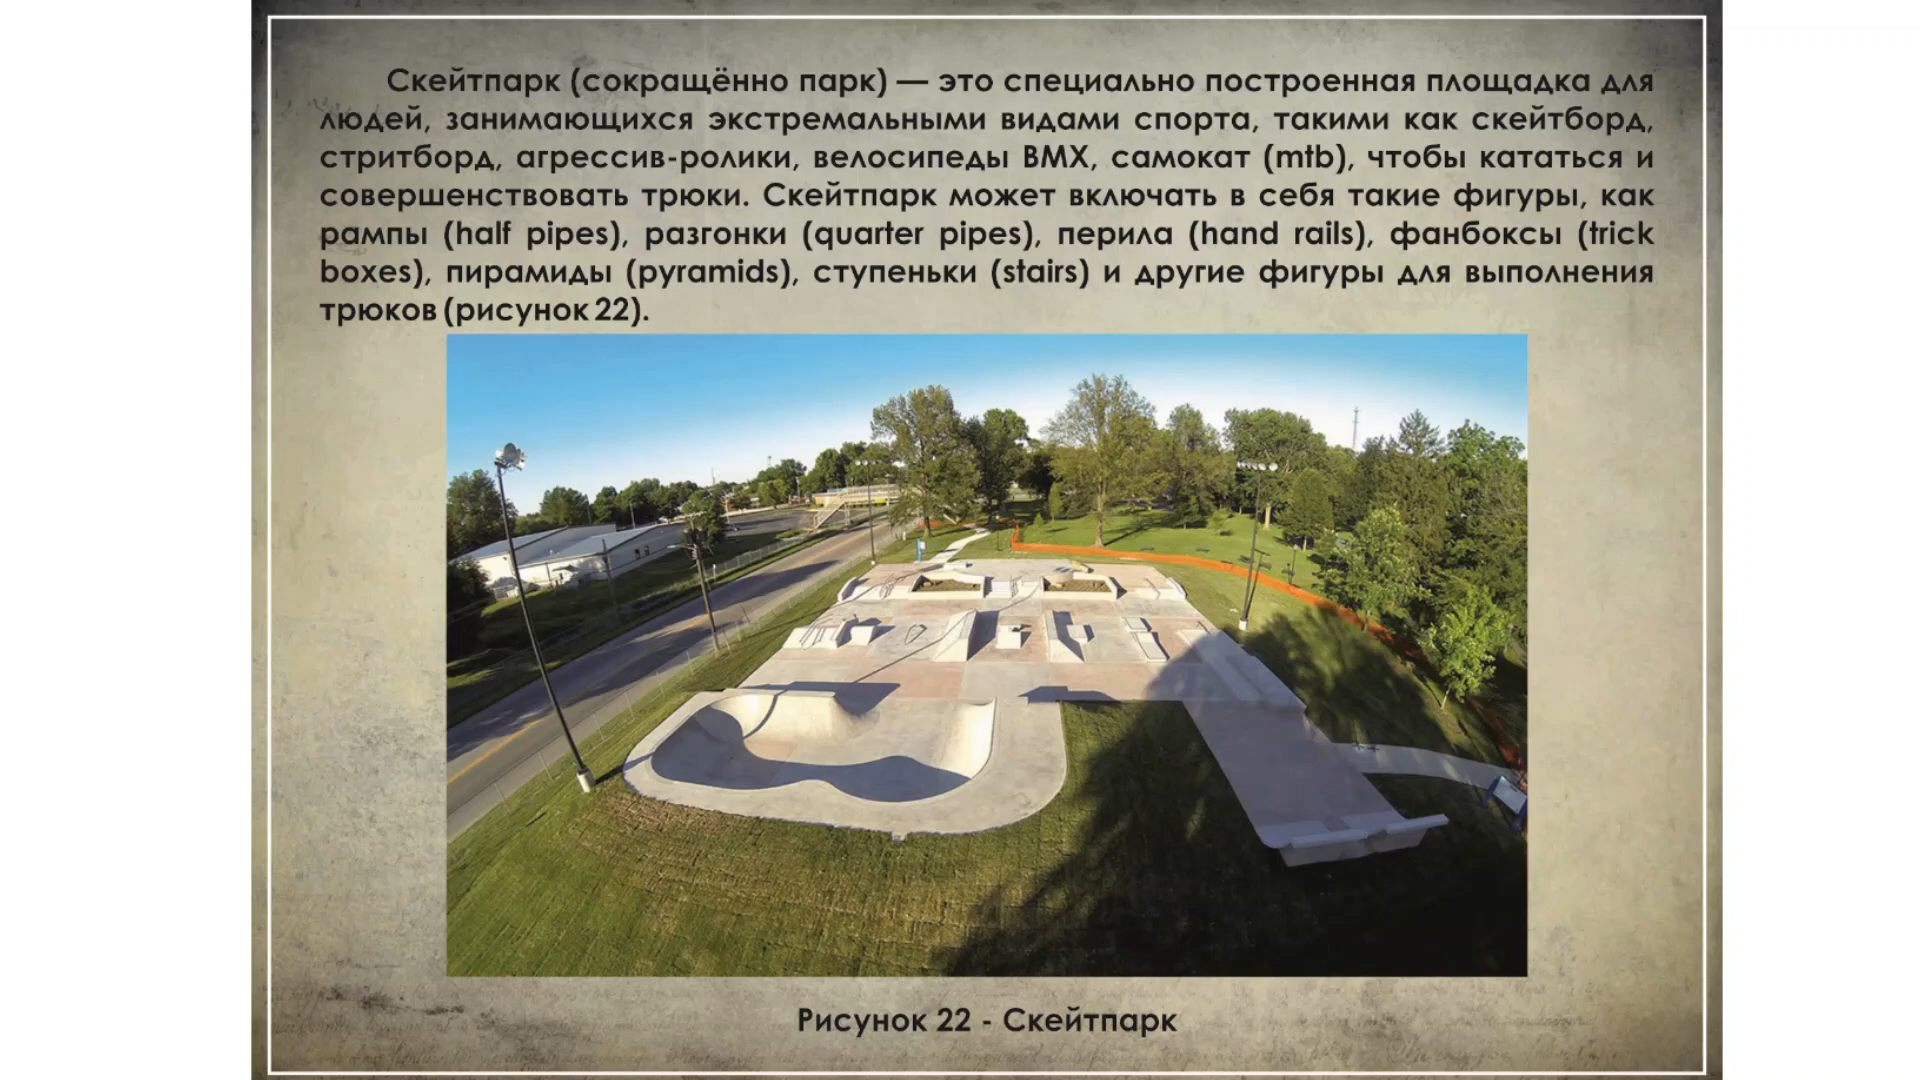 Скейтпарк (сокращённо парк) — это специально построенная площадка для
людей, занимающихся экстремальными видами спорта, такими как скейтборд,
стритборд, агрессив-ролики, велосипеды BMX, самокат (mtb), чтобы кататься и
совершенствовать трюки. Скейтпарк может включать в себя такие фигуры, как
рампы (half pipes), разгонки (quarter pipes), перила (hand rails), фанбоксы (trick
boxes), пирамиды (pyramids), ступеньки (stairs) и другие фигуры для выполнения
трюков (рисунок 22).
Рисунок 22 - Скейтпарк